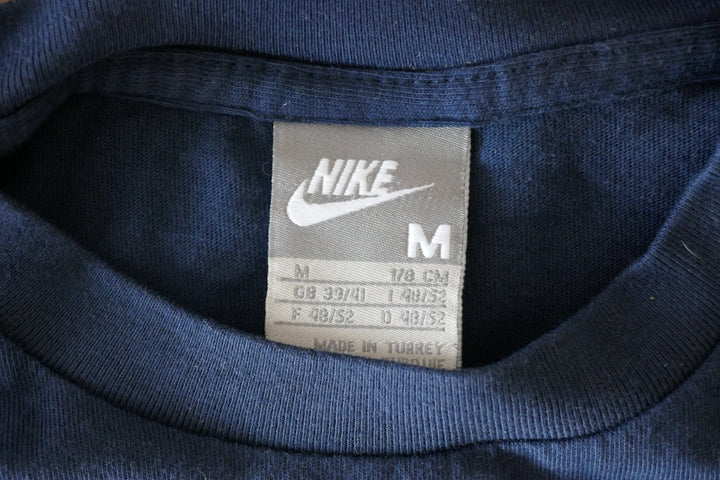 NIKE
M
M 178 CM
GB 39/41 I 48/52
F 48/52 D 48/52
MADE IN TURKEY